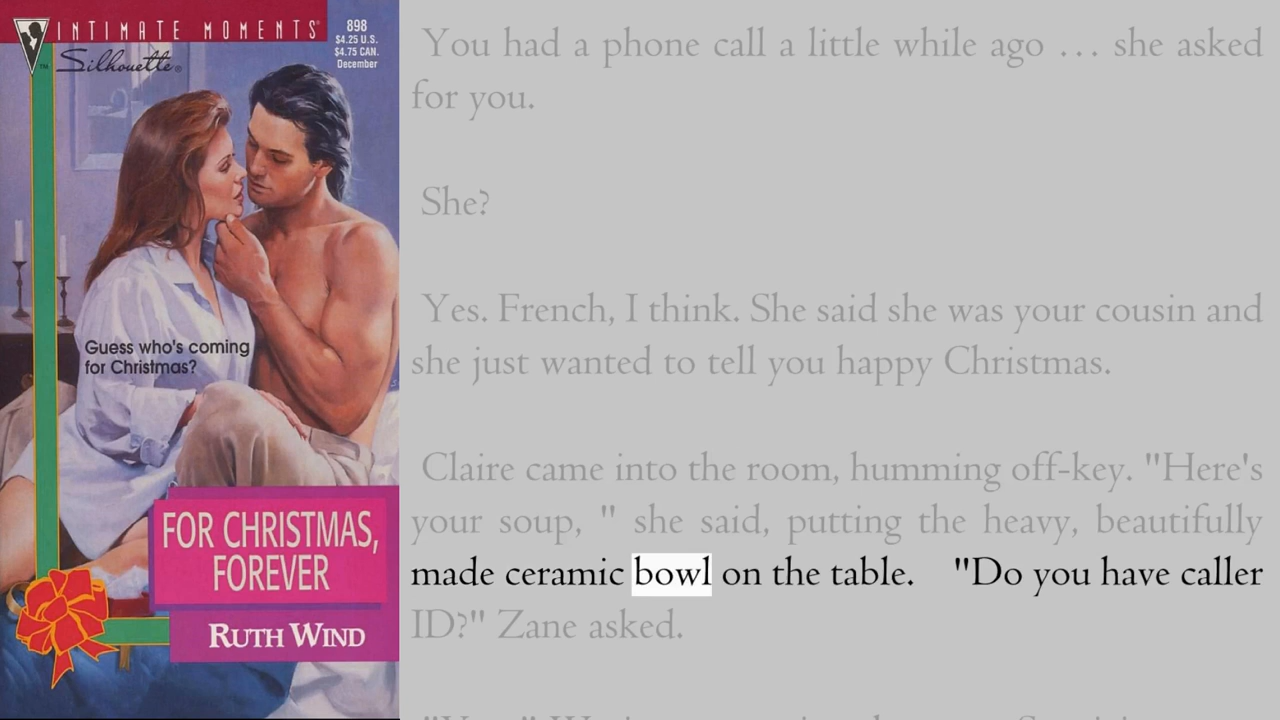 INTIMATE MOMENTS®
898
$4.25 U.S.
$4.75 CAN.
December
™
Silhouette®
Guess who's coming
for Christmas?
FOR CHRISTMAS,
FOREVER
RUTH WIND
You had a phone call a little while ago … she asked
for you.
She?
Yes. French, I think. She said she was your cousin and
she just wanted to tell you happy Christmas.
Claire came into the room, humming off-key. "Here's
your soup, " she said, putting the heavy, beautifully
made ceramic bowl on the table. "Do you have caller
ID?" Zane asked.